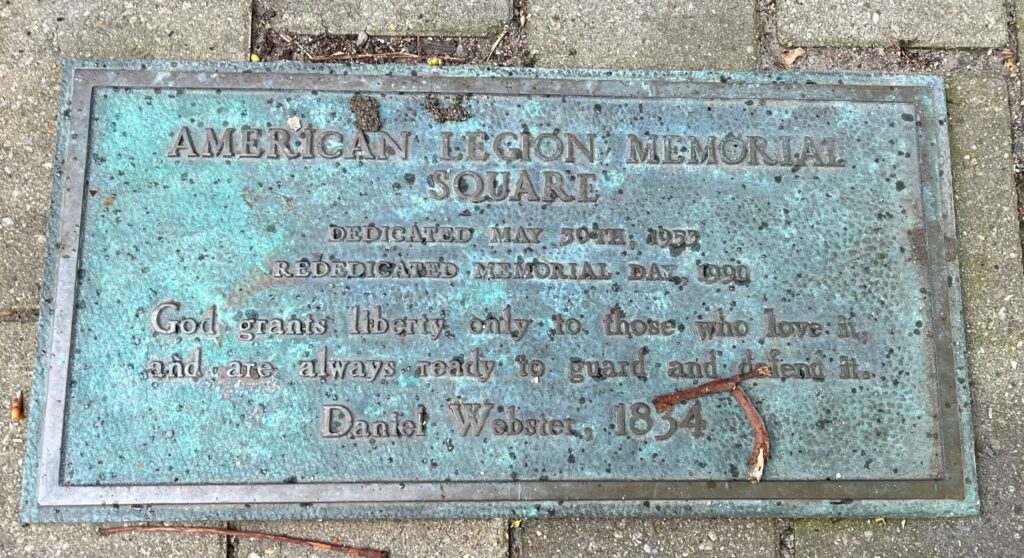 AMERICAN LEGION MEMORIAL
SQUARE
DEDICATED MAY 30TH, 1953
REDEDICATED MEMORIAL DAY, 1990
God grants liberty only to those who love it,
and are always ready to guard and defend it.
Daniel Webster, 1834